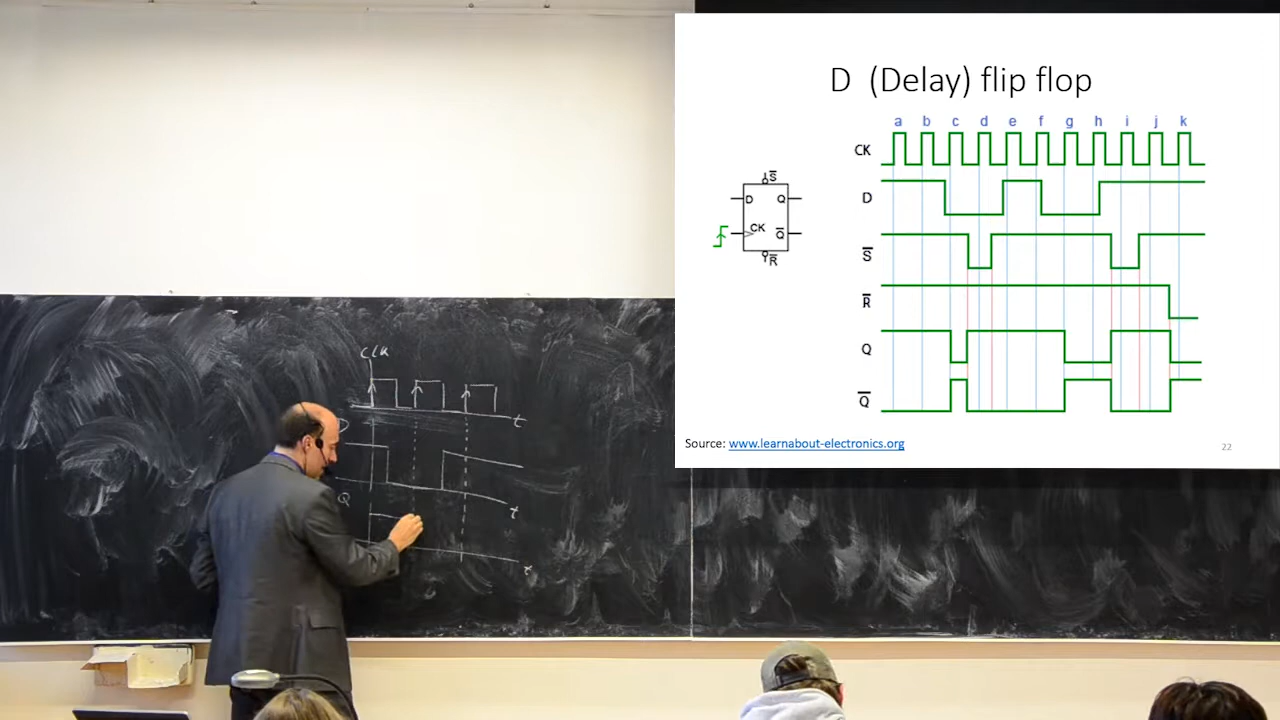 D (Delay) flip flop
a b c d e f g h i j k
CK
D
S̅
R̅
Q
Q̅
S̅
D Q
CK Q̅
R̅
Source: www.learnabout-electronics.org
22
CLK
t
D
t
Q